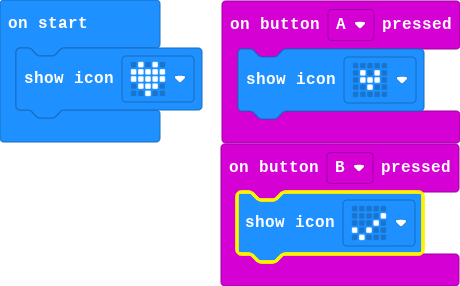 on start
show icon
on button A pressed
show icon
on button B pressed
show icon